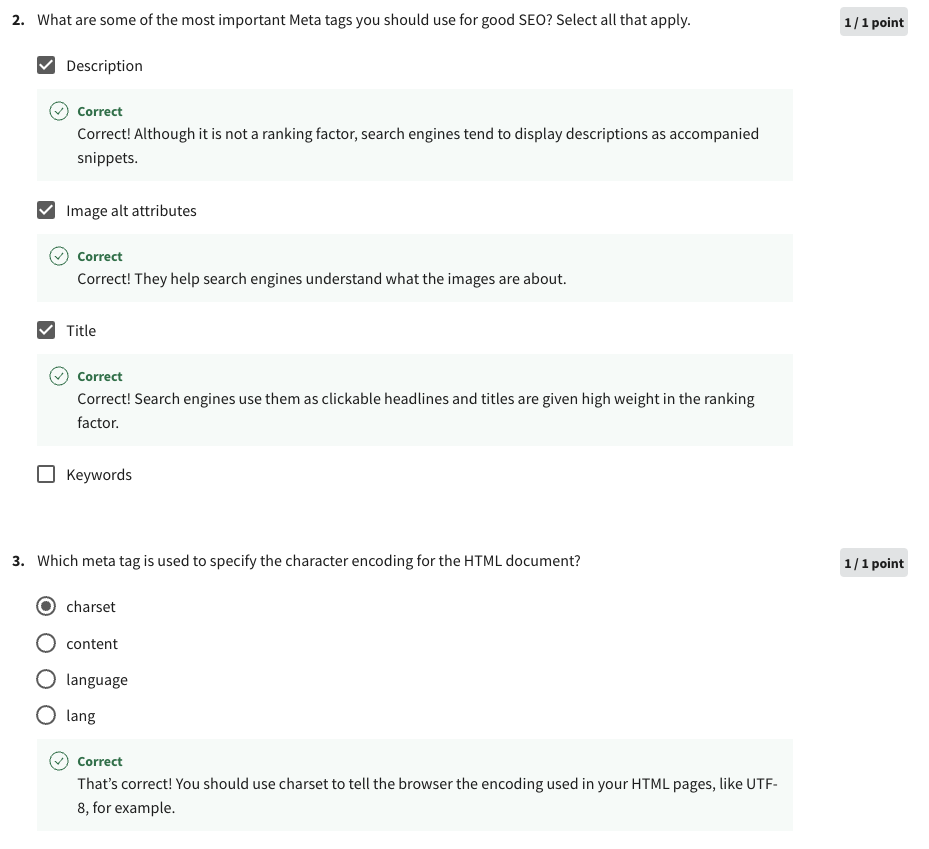 2. What are some of the most important Meta tags you should use for good SEO? Select all that apply.
1 / 1 point
Description
Correct
Correct! Although it is not a ranking factor, search engines tend to display descriptions as accompanied
snippets.
Image alt attributes
Correct
Correct! They help search engines understand what the images are about.
Title
Correct
Correct! Search engines use them as clickable headlines and titles are given high weight in the ranking
factor.
Keywords
3. Which meta tag is used to specify the character encoding for the HTML document?
1 / 1 point
charset
content
language
lang
Correct
That’s correct! You should use charset to tell the browser the encoding used in your HTML pages, like UTF-
8, for example.